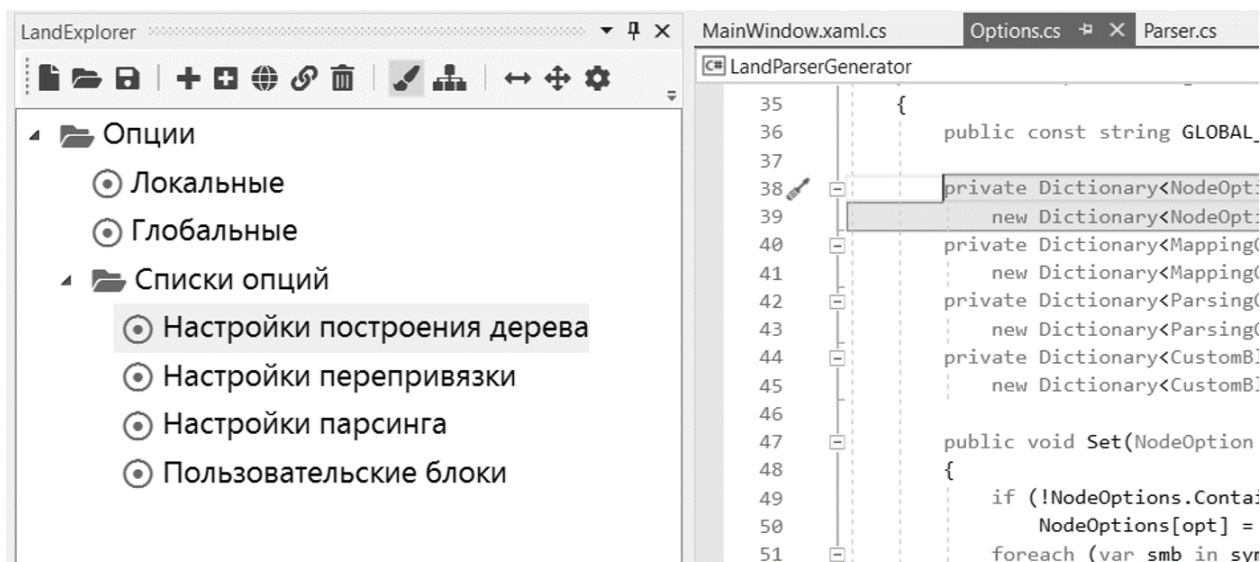 LandExplorer
Опции
Локальные
Глобальные
Списки опций
Настройки построения дерева
Настройки перепривязки
Настройки парсинга
Пользовательские блоки
MainWindow.xaml.cs Options.cs Parser.cs
C# LandParserGenerator
35 {
36 public const string GLOBAL_
37
38 private Dictionary<NodeOpti
39 new Dictionary<NodeOpti
40 private Dictionary<Mapping
41 new Dictionary<Mapping
42 private Dictionary<Parsing
43 new Dictionary<Parsing
44 private Dictionary<CustomBl
45 new Dictionary<CustomBl
46
47 public void Set(NodeOption
48 {
49 if (!NodeOptions.Contai
50 NodeOptions[opt] =
51 foreach (var smb in sym